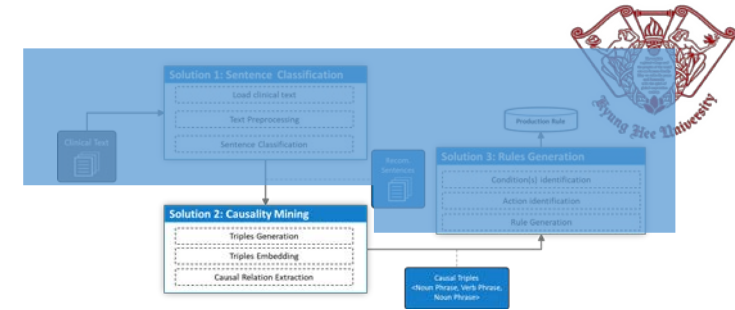 Solution 1: Sentence Classification
Load clinical text
Text Preprocessing
Sentence Classification
Clinical Text
Recom.
Sentences
Production Rule
Kyung Hee University
Solution 3: Rules Generation
Condition(s) identification
Action identification
Rule Generation
Solution 2: Causality Mining
Triples Generation
Triples Embedding
Causal Relation Extraction
Causal Triples
<Noun Phrase, Verb Phrase,
Noun Phrase>